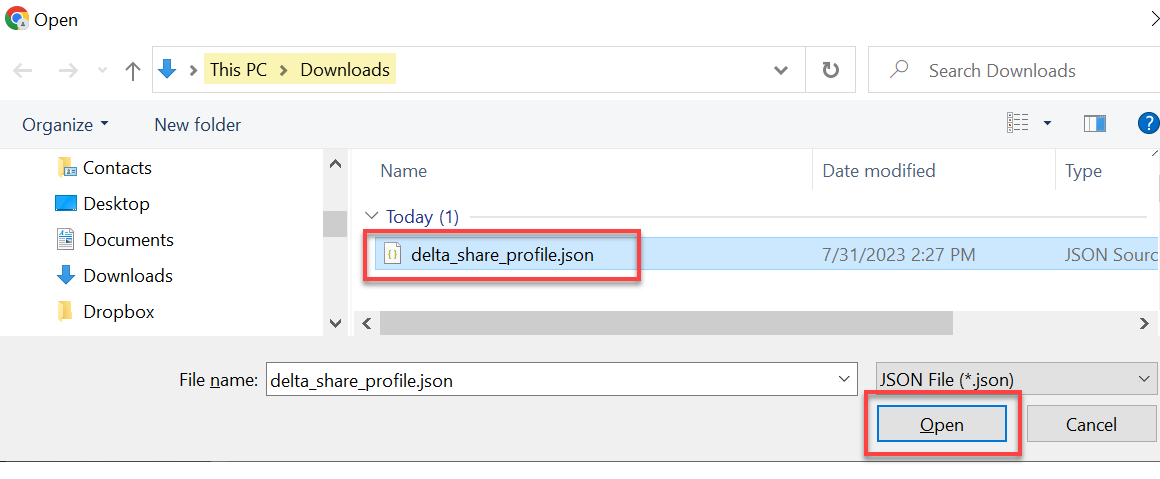 Open
This PC > Downloads
Search Downloads
Organize
New folder
?
Name
Date modified
Type
Contacts
Desktop
Documents
Downloads
Dropbox
Today (1)
delta_share_profile.json
7/31/2023 2:27 PM
JSON Sourc
File name:
delta_share_profile.json
JSON File (*.json)
Open
Cancel